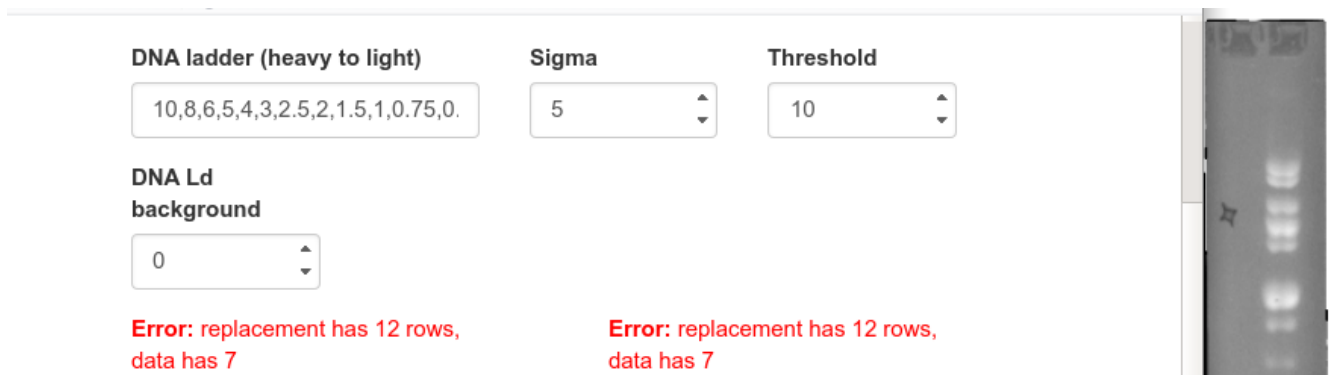 DNA ladder (heavy to light) Sigma Threshold
10,8,6,5,4,3,2.5,2,1.5,1,0.75,0. 5 10
DNA Ld
background
0
Error: replacement has 12 rows, Error: replacement has 12 rows,
data has 7 data has 7